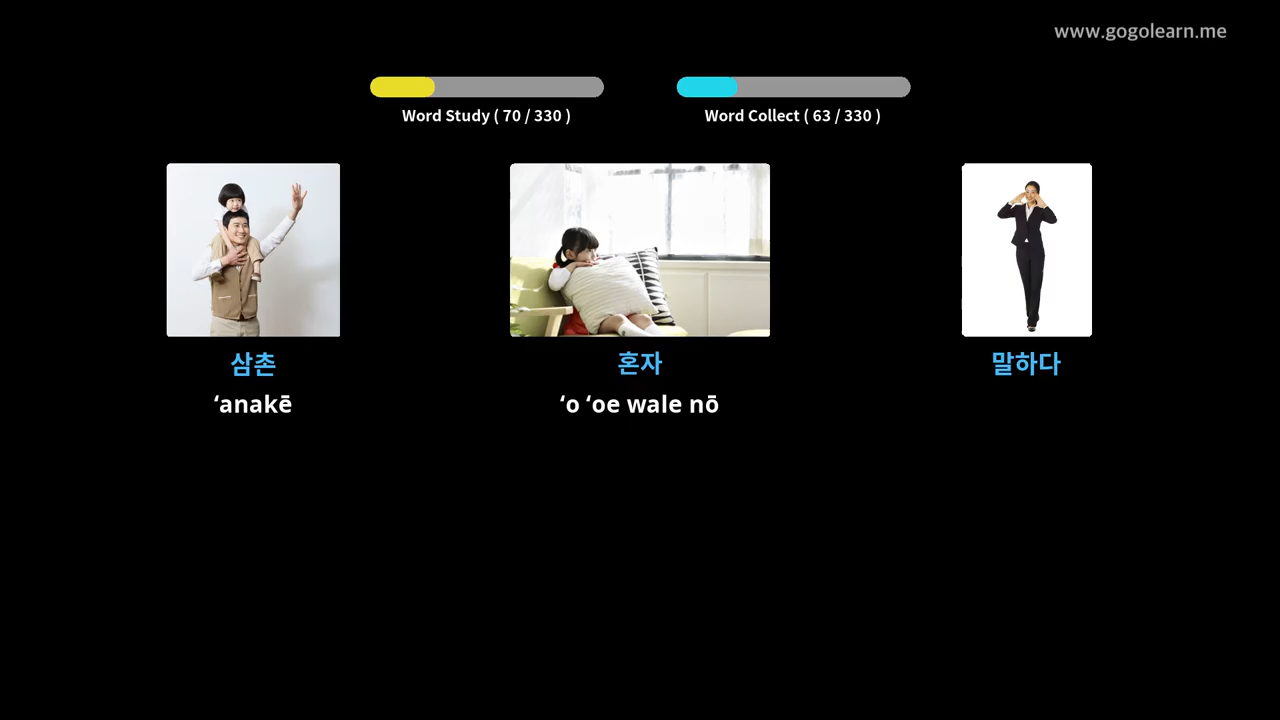 www.gogolearn.me
Word Study ( 70 / 330 )
Word Collect ( 63 / 330 )
삼촌
혼자
말하다
ʻanakē
ʻo ʻoe wale nō